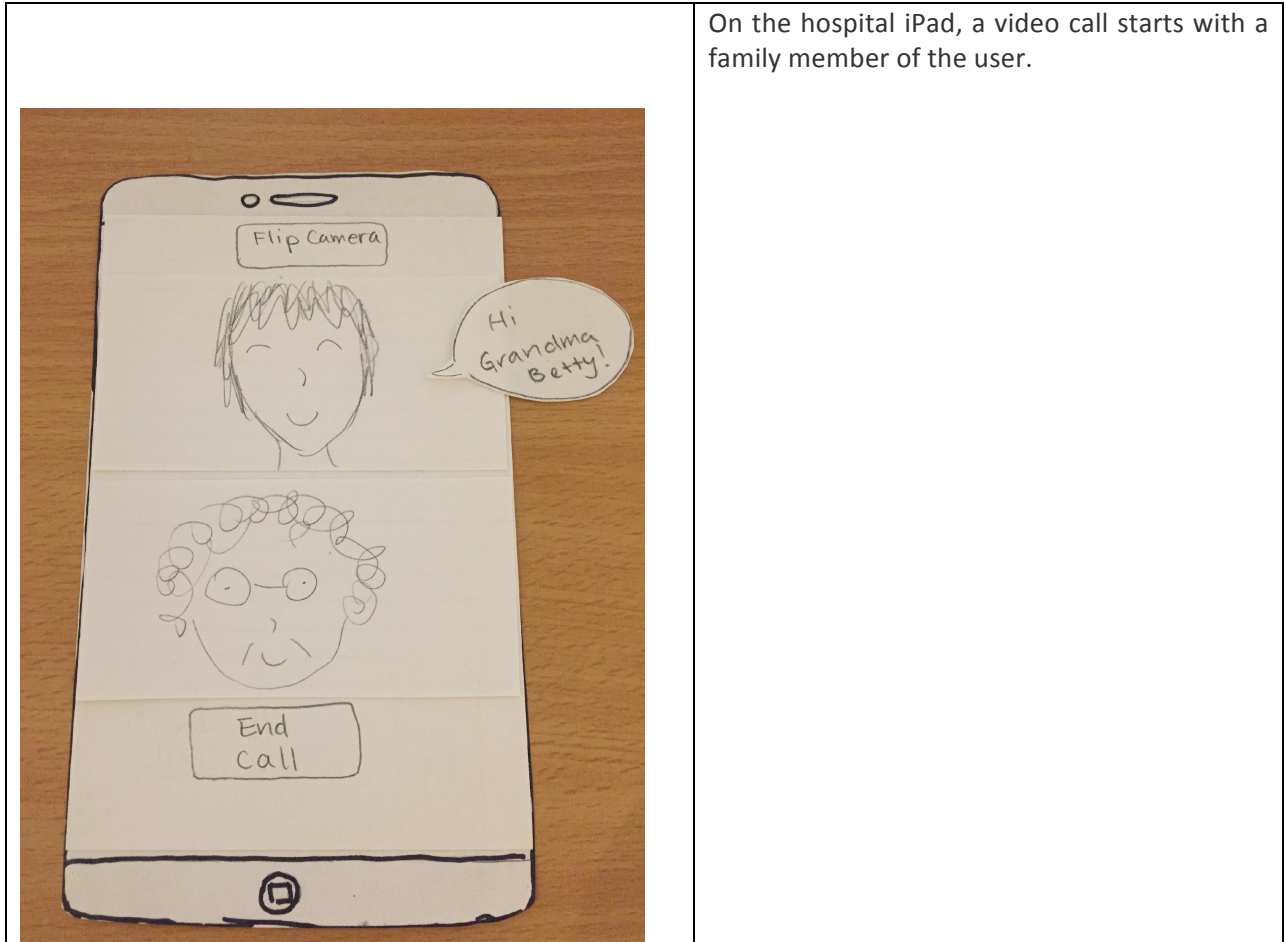 On the hospital iPad, a video call starts with a
family member of the user.
Flip Camera
Hi
Grandma
Betty!
End
Call